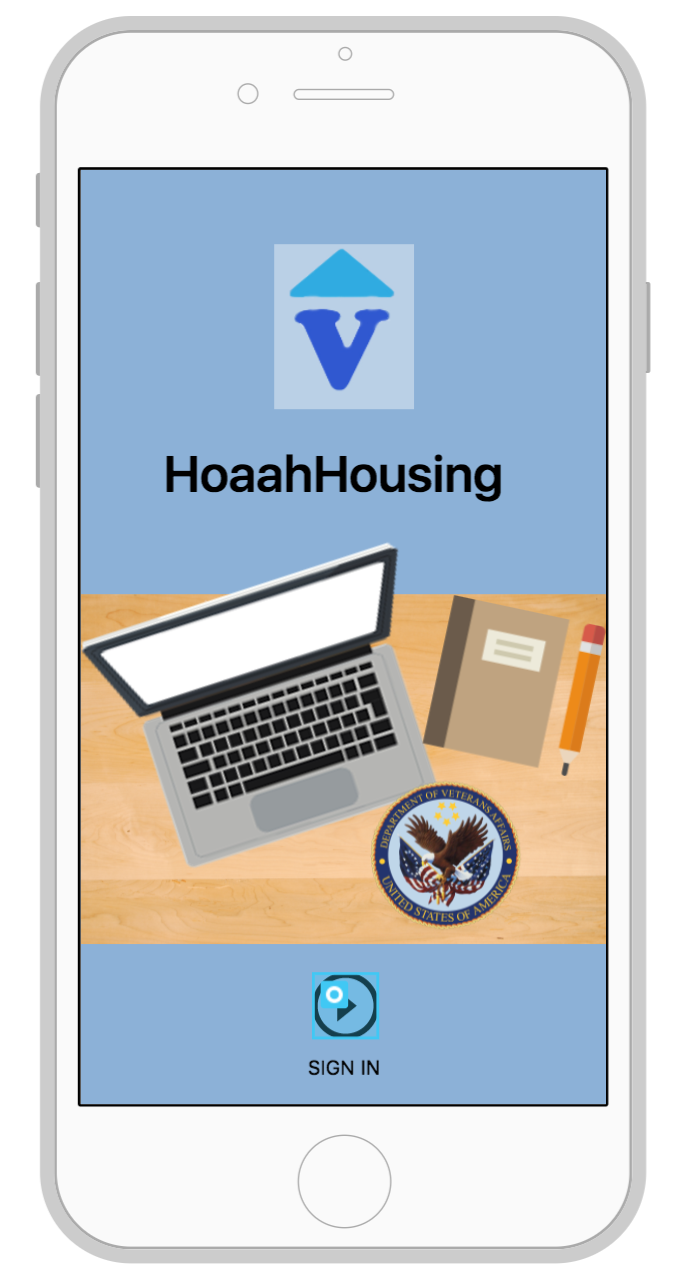 V
HoaahHousing
DEPARTMENT OF VETERANS AFFAIRS
UNITED STATES OF AMERICA
SIGN IN